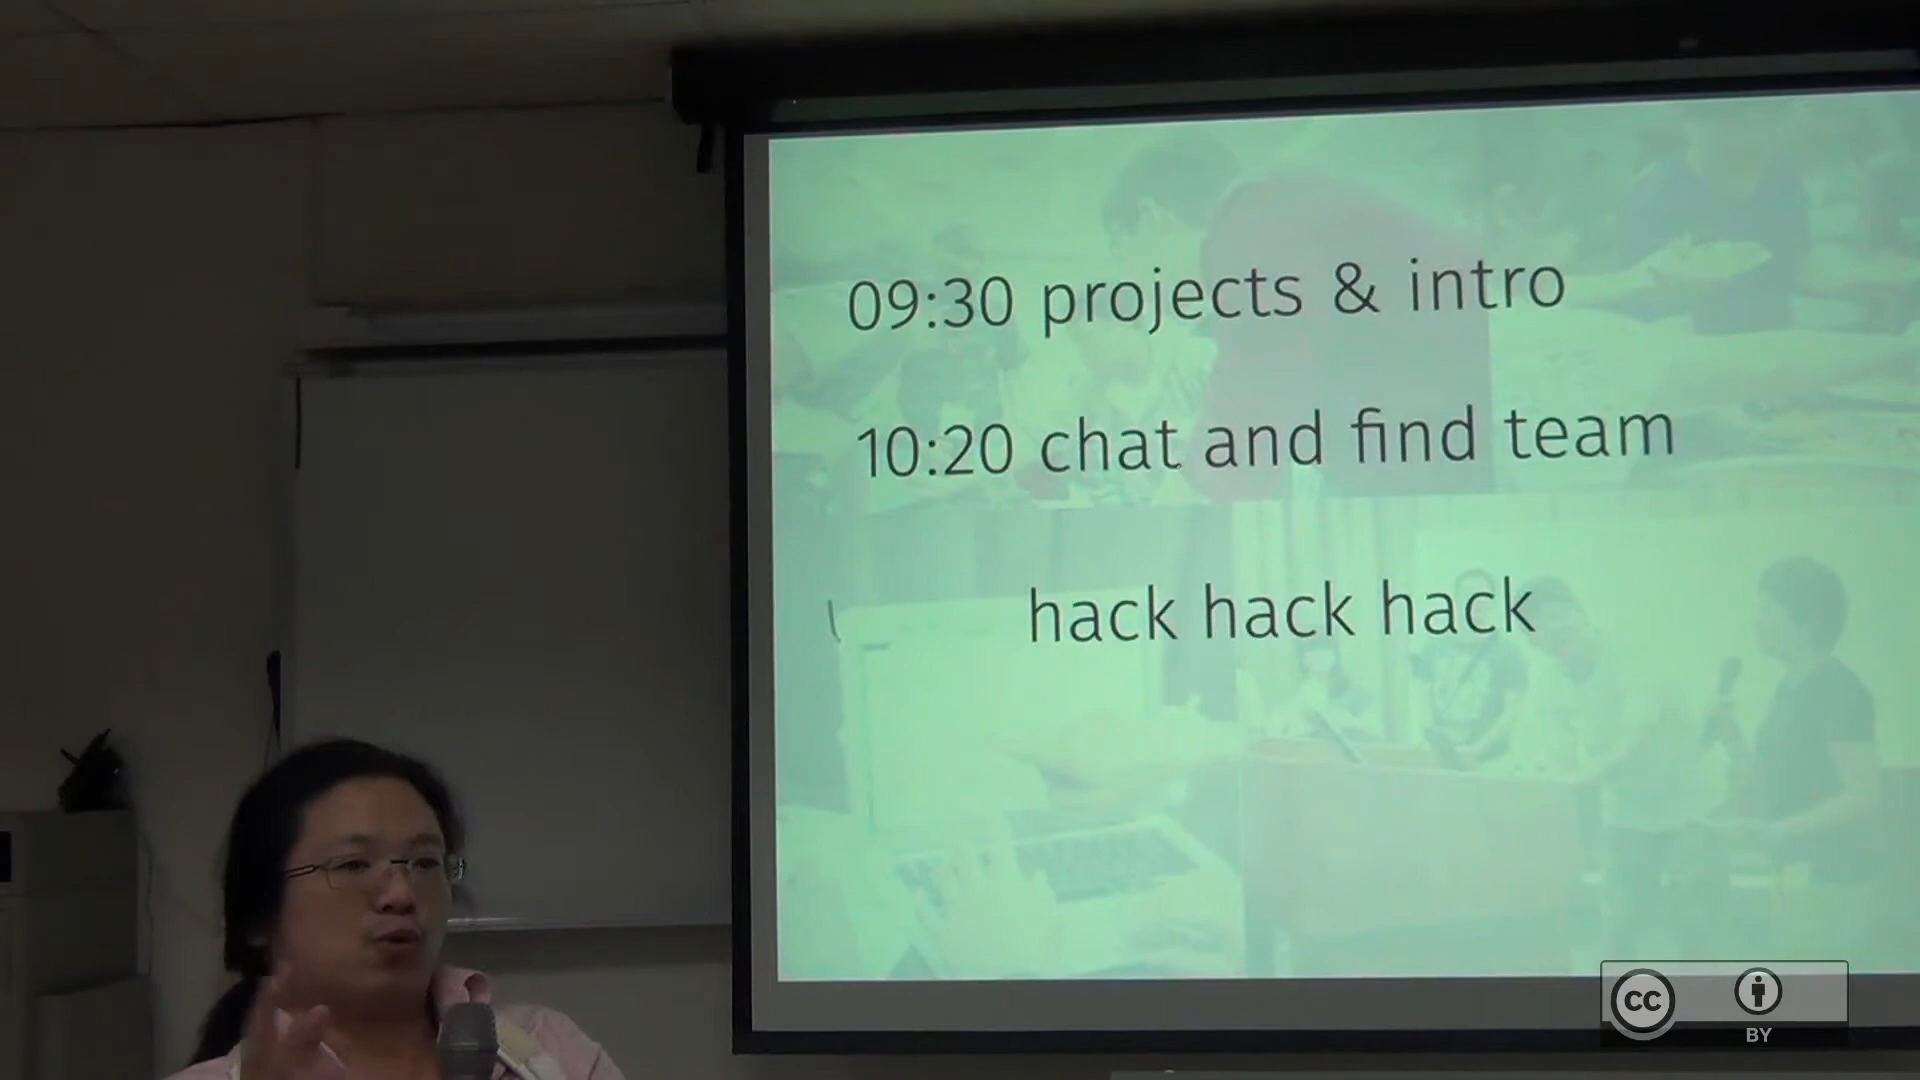 09:30 projects & intro
10:20 chat and find team
hack hack hack
cc
BY